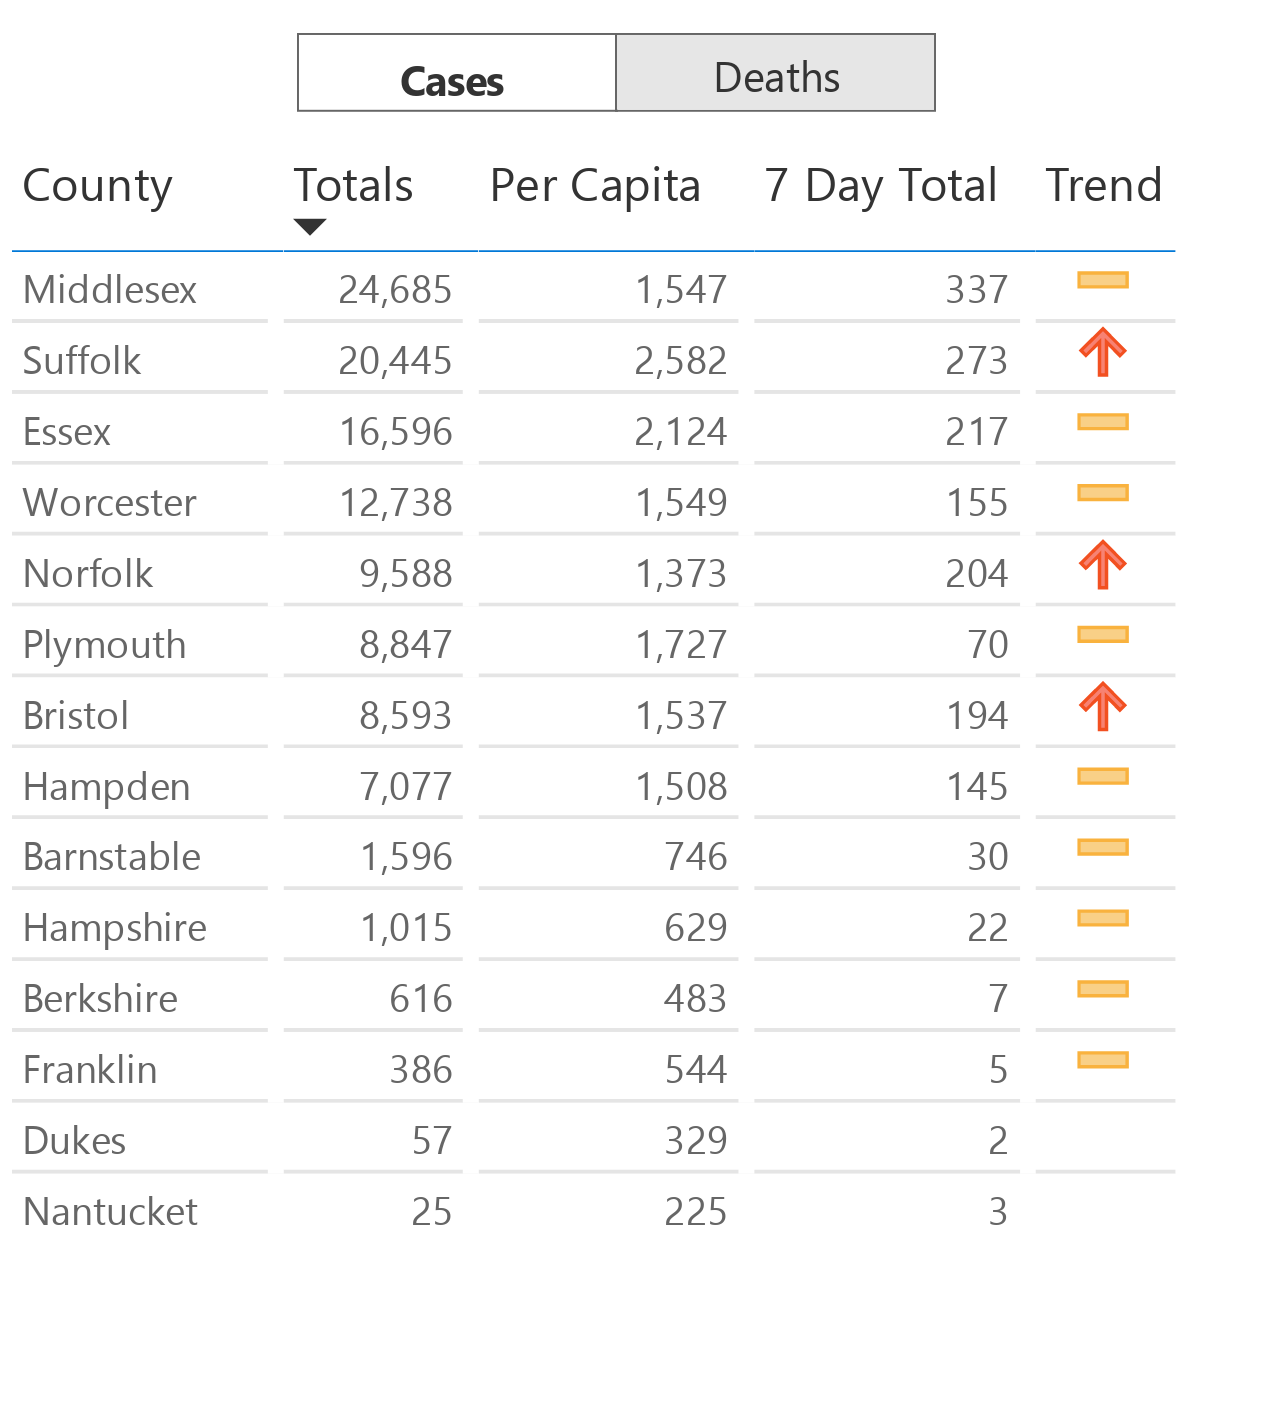 Cases Deaths
County Totals Per Capita 7 Day Total Trend
Middlesex 24,685 1,547 337
Suffolk 20,445 2,582 273
Essex 16,596 2,124 217
Worcester 12,738 1,549 155
Norfolk 9,588 1,373 204
Plymouth 8,847 1,727 70
Bristol 8,593 1,537 194
Hampden 7,077 1,508 145
Barnstable 1,596 746 30
Hampshire 1,015 629 22
Berkshire 616 483 7
Franklin 386 544 5
Dukes 57 329 2
Nantucket 25 225 3